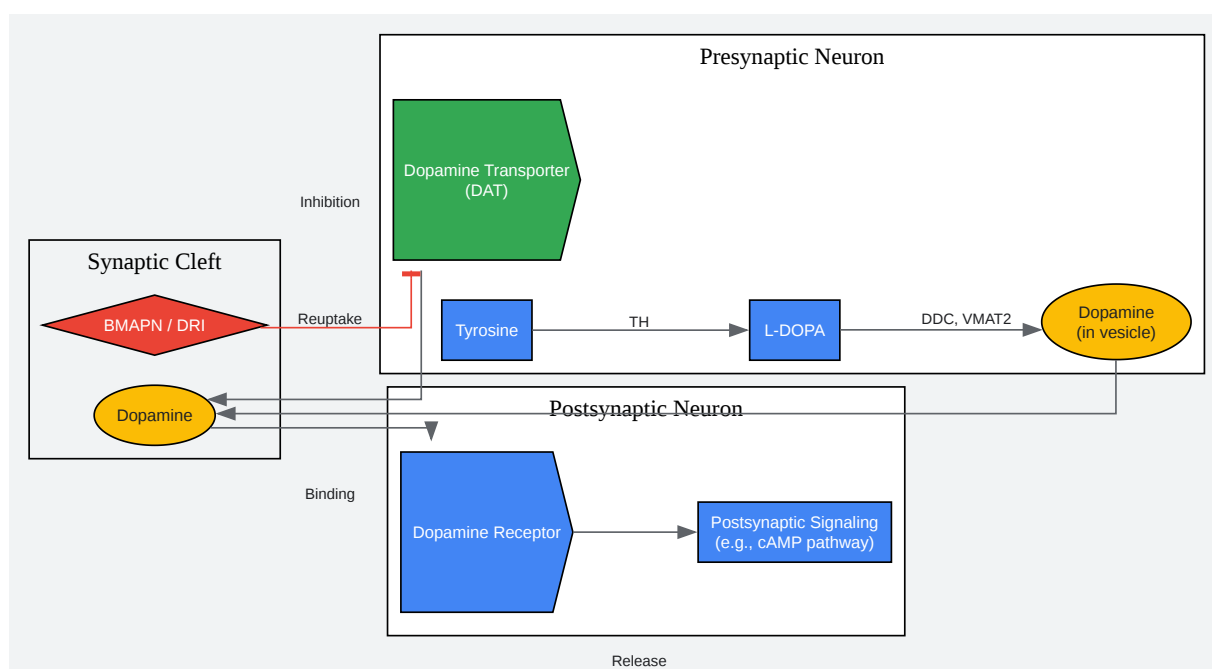 Presynaptic Neuron
Dopamine Transporter
(DAT)
Inhibition
Synaptic Cleft
BMAPN / DRI
Reuptake
Tyrosine
TH
L-DOPA
DDC, VMAT2
Dopamine
(in vesicle)
Dopamine
Postsynaptic Neuron
Binding
Dopamine Receptor
Postsynaptic Signaling
(e.g., cAMP pathway)
Release